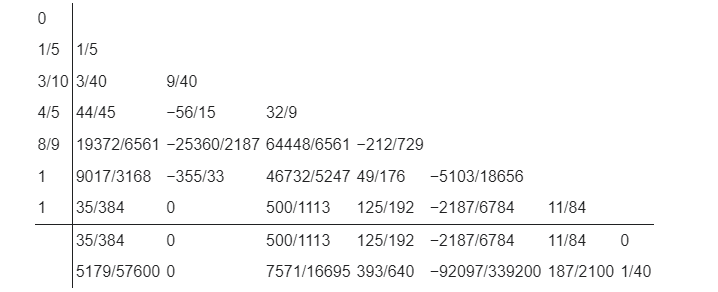 0
1/5 1/5
3/10 3/40 9/40
4/5 44/45 −56/15 32/9
8/9 19372/6561 −25360/2187 64448/6561 −212/729
1 9017/3168 −355/33 46732/5247 49/176 −5103/18656
1 35/384 0 500/1113 125/192 −2187/6784 11/84
35/384 0 500/1113 125/192 −2187/6784 11/84 0
5179/57600 0 7571/16695 393/640 −92097/339200 187/2100 1/40